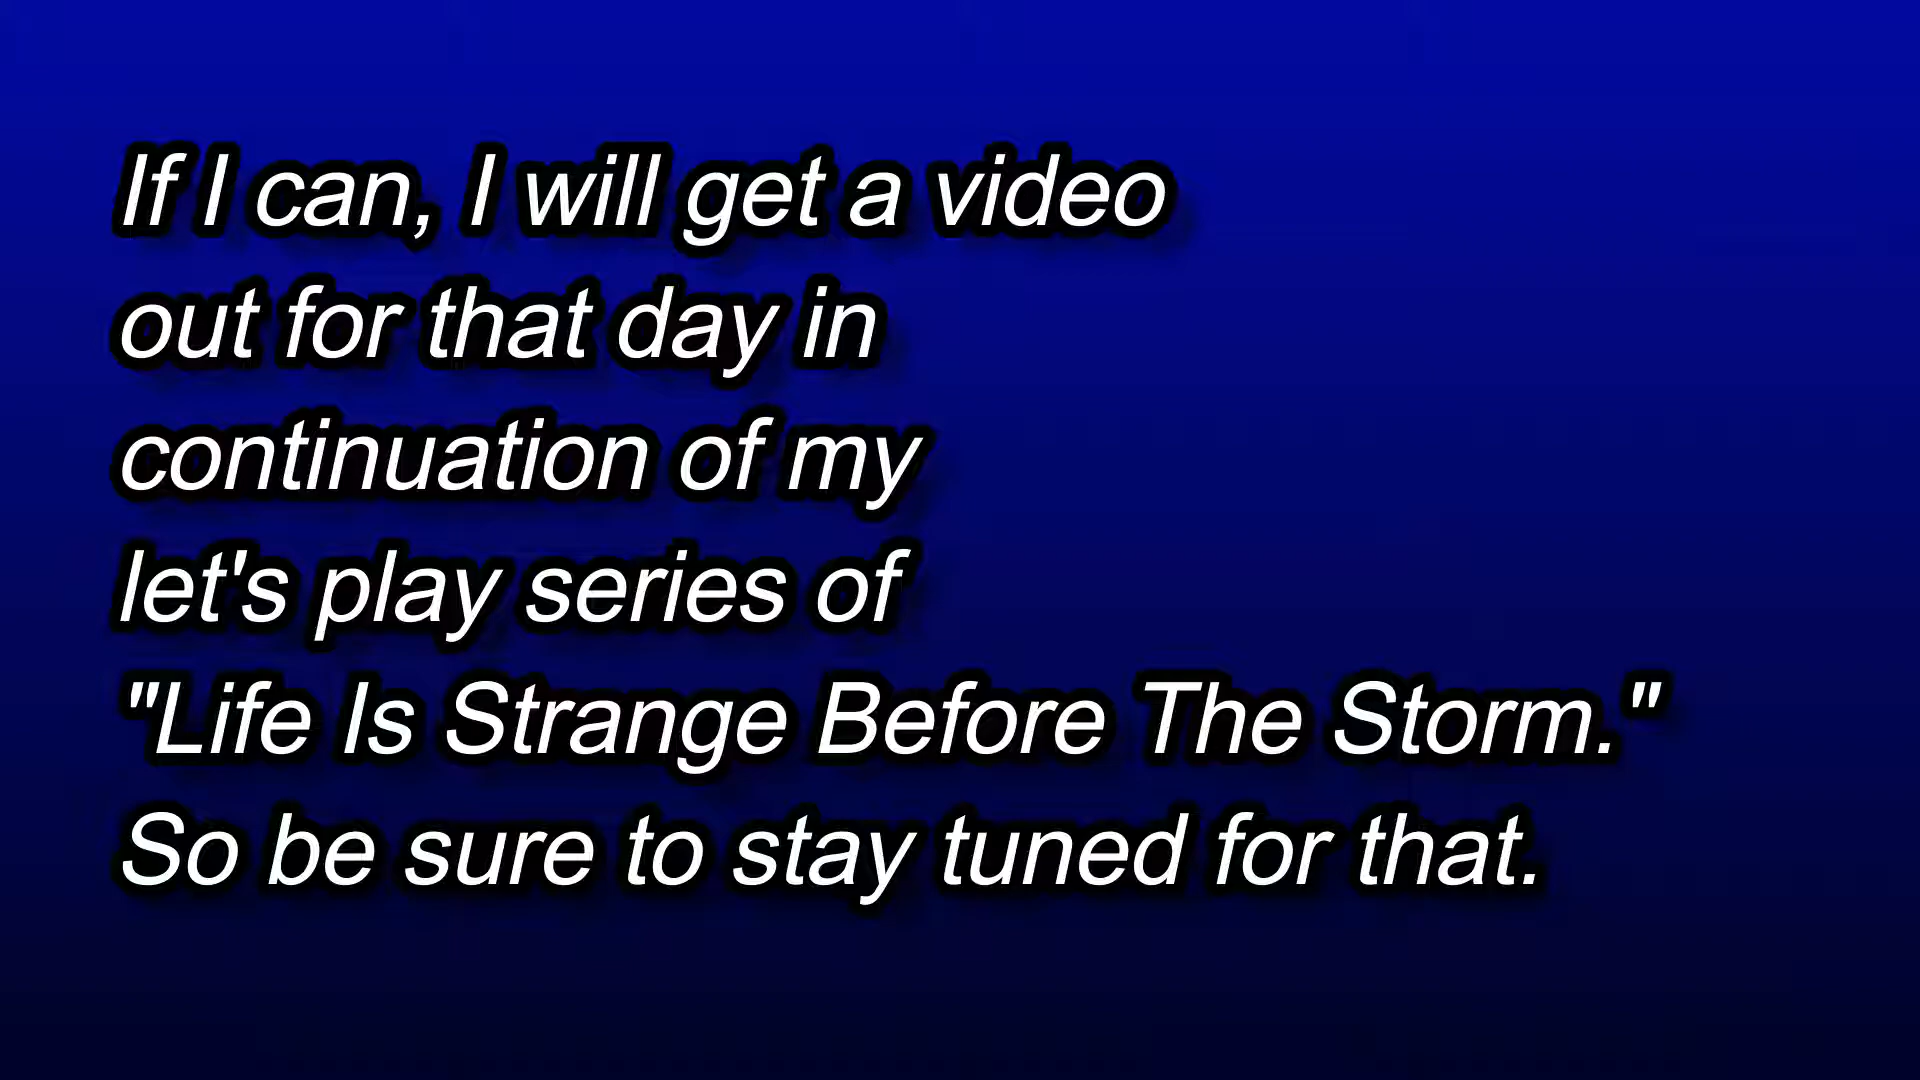 If I can, I will get a video
out for that day in
continuation of my
let's play series of
"Life Is Strange Before The Storm."
So be sure to stay tuned for that.